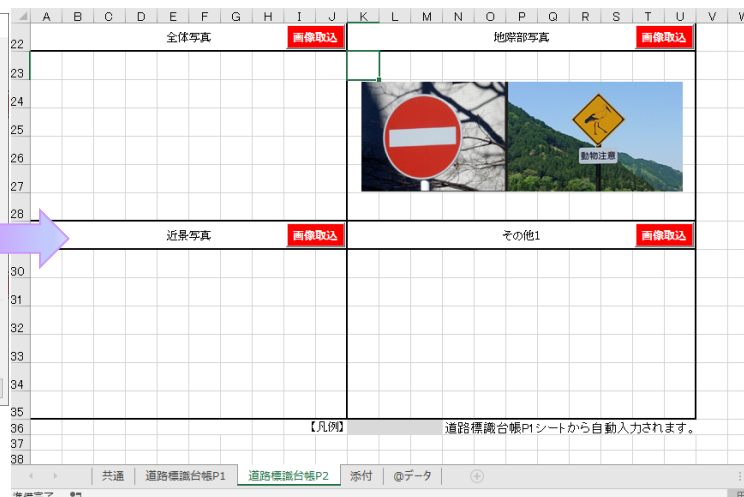 A B C D E F G H I J K L M N O P Q R S T U V
22 全体写真 画像取込 地際部写真 画像取込
23
24
25
26 動物注意
27
28
近景写真 画像取込 その他1 画像取込
30
31
32
33
34
35
36 【凡例】 道路標識台帳P1シートから自動入力されます。
37
38
共通 道路標識台帳P1 道路標識台帳P2 添付 @データ
準備完了